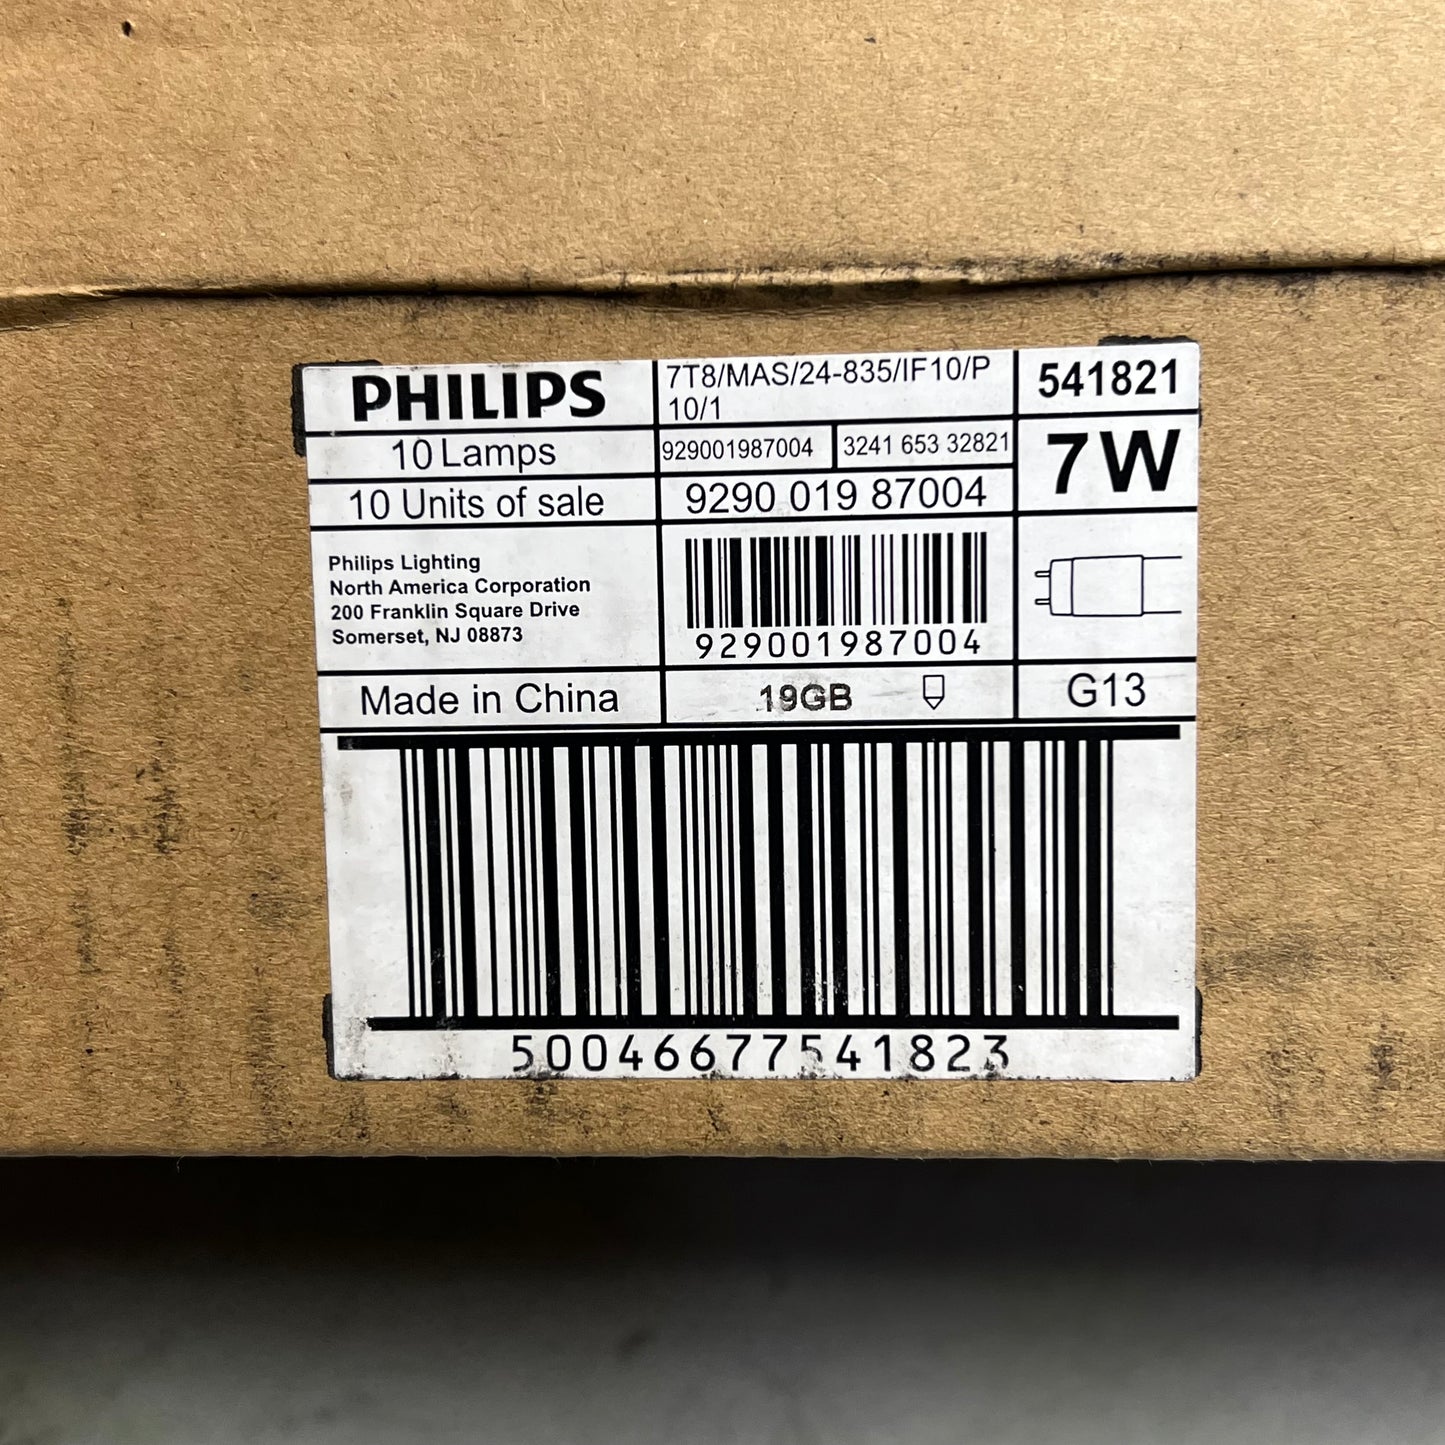 PHILIPS
7T8/MAS/24-835/IF10/P
10/1
541821
10 Lamps
929001987004
3241 653 32821
7W
10 Units of sale
9290 019 87004
Philips Lighting
North America Corporation
200 Franklin Square Drive
Somerset, NJ 08873
929001987004
Made in China
19GB
G13
50046677541823